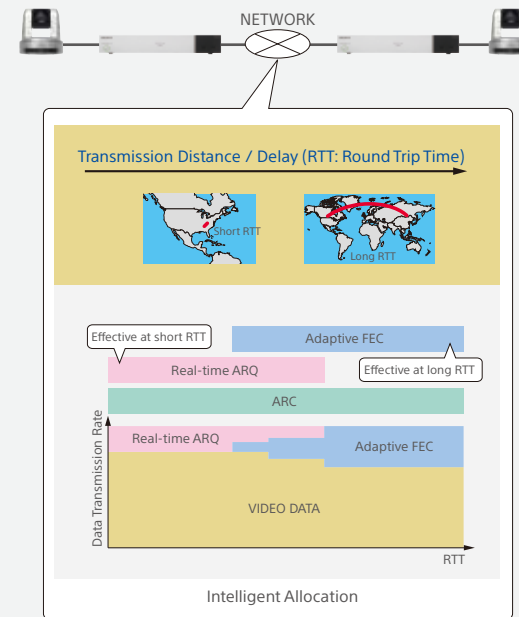 NETWORK
Transmission Distance / Delay (RTT: Round Trip Time)
Short RTT
Long RTT
Effective at short RTT
Adaptive FEC
Real-time ARQ
Effective at long RTT
ARC
Data Transmission Rate
Real-time ARQ
Adaptive FEC
VIDEO DATA
RTT
Intelligent Allocation